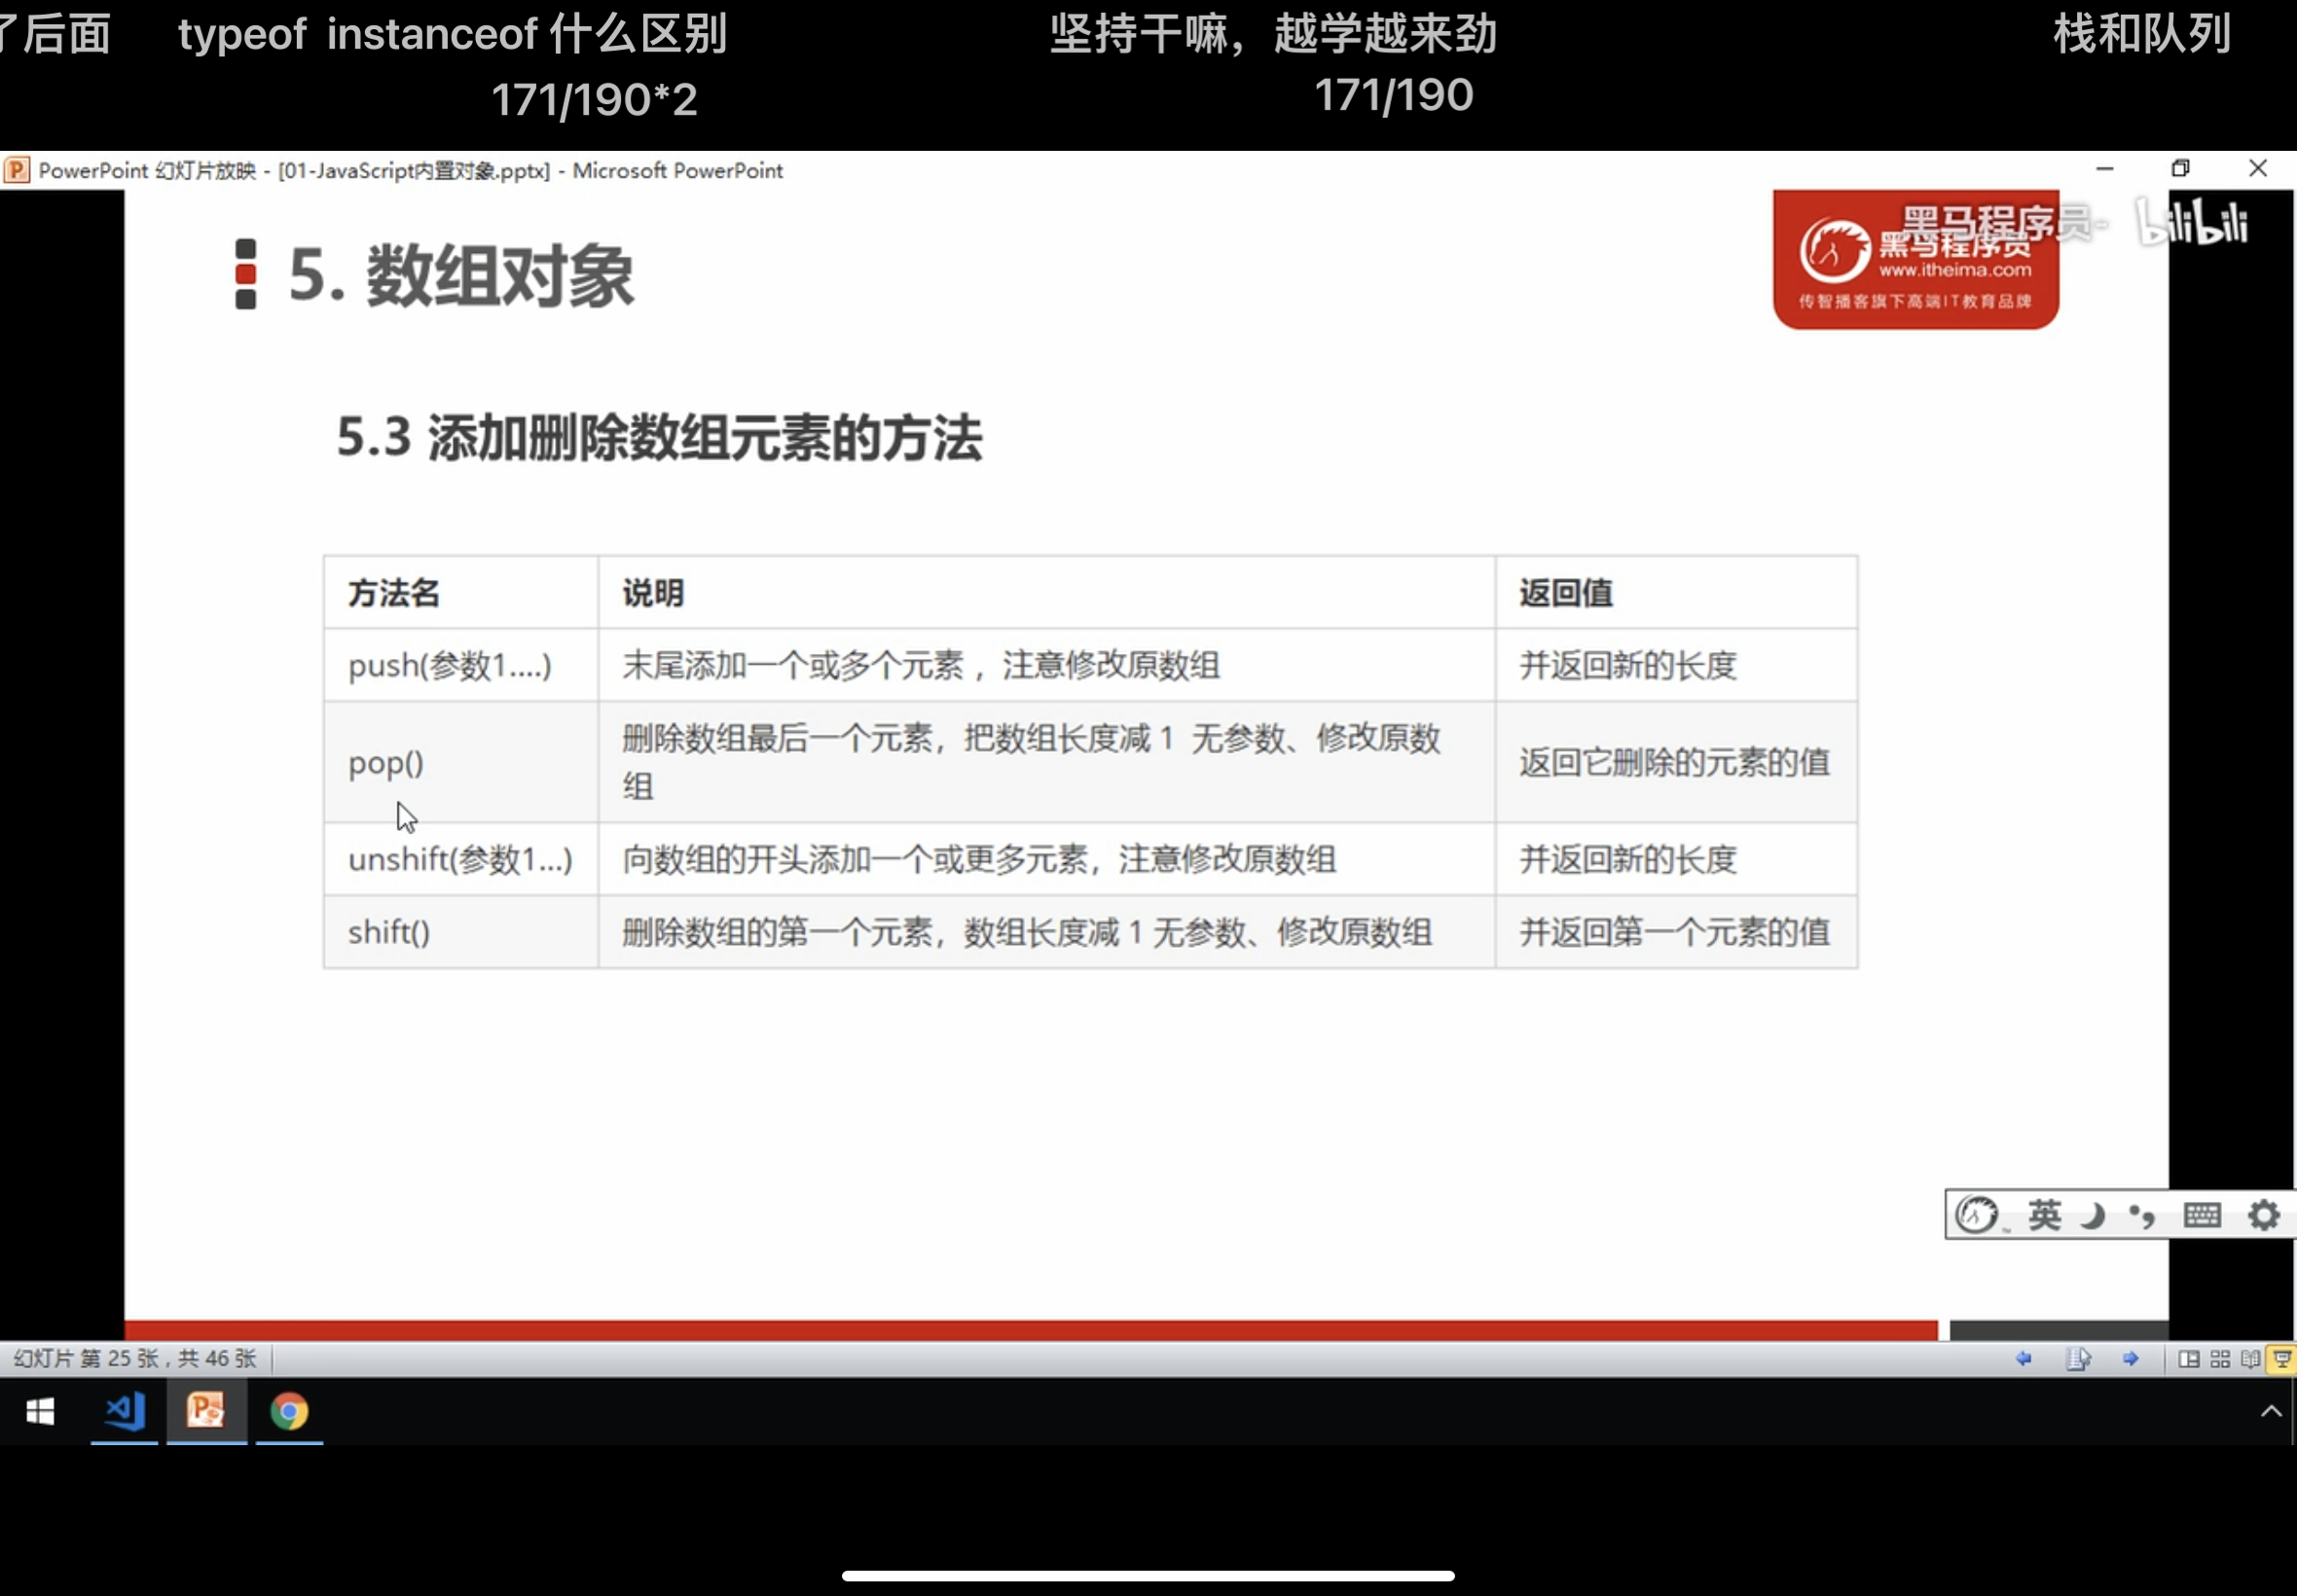 了后面 typeof instanceof 什么区别 坚持干嘛，越学越来劲 栈和队列
171/190*2 171/190
PowerPoint 幻灯片放映 - [01-JavaScript内置对象.pptx] - Microsoft PowerPoint
黑马程序员- bilibili
5. 数组对象
黑马程序员
www.itheima.com
传智播客旗下高端IT教育品牌
5.3 添加删除数组元素的方法
方法名 说明 返回值
push(参数1....) 末尾添加一个或多个元素 ，注意修改原数组 并返回新的长度
pop() 删除数组最后一个元素，把数组长度减 1 无参数、修改原数 返回它删除的元素的值
组
unshift(参数1...) 向数组的开头添加一个或更多元素，注意修改原数组 并返回新的长度
shift() 删除数组的第一个元素，数组长度减 1 无参数、修改原数组 并返回第一个元素的值
英
幻灯片 第 25 张 , 共 46 张